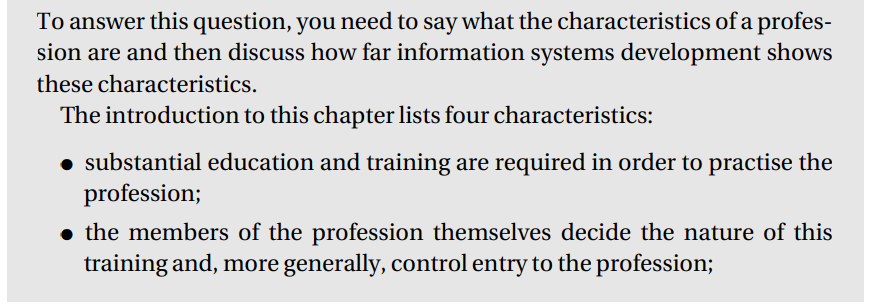 To answer this question, you need to say what the characteristics of a profes-
sion are and then discuss how far information systems development shows
these characteristics.
The introduction to this chapter lists four characteristics:
● substantial education and training are required in order to practise the
profession;
● the members of the profession themselves decide the nature of this
training and, more generally, control entry to the profession;